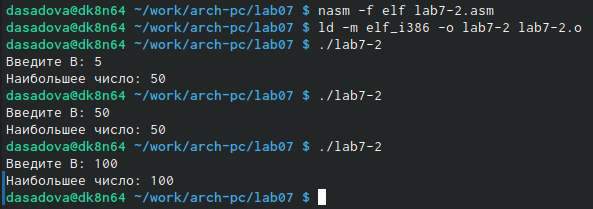 dasadova@dk8n64 ~/work/arch-pc/lab07 $ nasm -f elf lab7-2.asm
dasadova@dk8n64 ~/work/arch-pc/lab07 $ ld -m elf_i386 -o lab7-2 lab7-2.o
dasadova@dk8n64 ~/work/arch-pc/lab07 $ ./lab7-2
Введите B: 5
Наибольшее число: 50
dasadova@dk8n64 ~/work/arch-pc/lab07 $ ./lab7-2
Введите B: 50
Наибольшее число: 50
dasadova@dk8n64 ~/work/arch-pc/lab07 $ ./lab7-2
Введите B: 100
Наибольшее число: 100
dasadova@dk8n64 ~/work/arch-pc/lab07 $